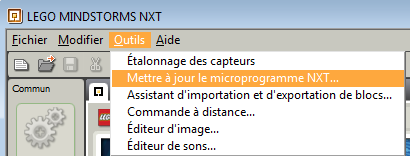 LEGO MINDSTORMS NXT
Fichier Modifier Outils Aide
Étalonnage des capteurs
Mettre à jour le microprogramme NXT...
Assistant d'importation et d'exportation de blocs...
Commande à distance...
Éditeur d'image...
Éditeur de sons...
Commun
LEGO